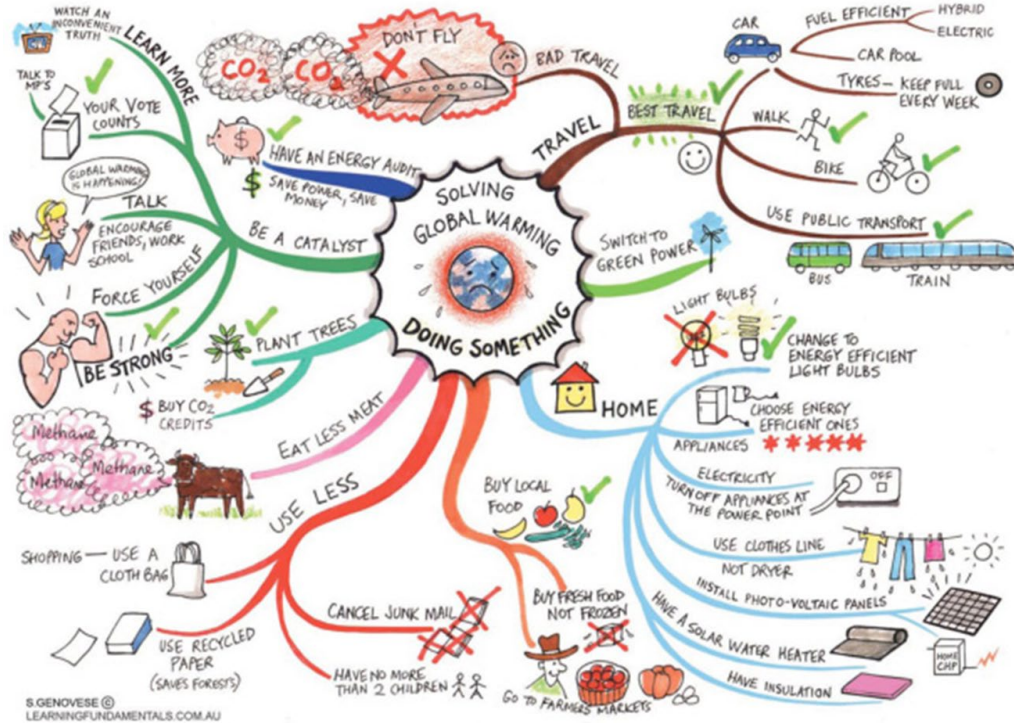 SOLVING
GLOBAL WARMING
DOING SOMETHING
TRAVEL
BAD TRAVEL
DON'T FLY
CO2
CO2
BEST TRAVEL
CAR
FUEL EFFICIENT
HYBRID
ELECTRIC
CAR POOL
TYRES — KEEP FULL
EVERY WEEK
WALK
BIKE
USE PUBLIC TRANSPORT
BUS
TRAIN
SWITCH TO
GREEN POWER
HOME
LIGHT BULBS
CHANGE TO
ENERGY EFFICIENT
LIGHT BULBS
CHOOSE ENERGY
EFFICIENT ONES
APPLIANCES
ELECTRICITY
TURN OFF APPLIANCES AT
THE POWER POINT
OFF
USE CLOTHES LINE
NOT DRYER
INSTALL PHOTO-VOLTAIC PANELS
HOME
CHP
HAVE A SOLAR WATER HEATER
HAVE INSULATION
BUY LOCAL
FOOD
BUY FRESH FOOD
NOT FROZEN
GO TO FARMERS MARKETS
USE LESS
SHOPPING — USE A
CLOTH BAG
USE RECYCLED
PAPER
(SAVES FORESTS)
CANCEL JUNK MAIL
HAVE NO MORE
THAN 2 CHILDREN
EAT LESS MEAT
Methane
Methane
Methane
PLANT TREES
$ BUY CO2
CREDITS
BE A CATALYST
LEARN MORE
WATCH AN
INCONVENIENT
TRUTH
TALK TO
MP'S
YOUR VOTE
COUNTS
GLOBAL WARMING
IS HAPPENING!
TALK
ENCOURAGE
FRIENDS, WORK
SCHOOL
FORCE YOURSELF
BE STRONG
HAVE AN ENERGY AUDIT
$
$
SAVE POWER, SAVE
MONEY
S.GENOVESE ©
LEARNINGFUNDAMENTALS.COM.AU